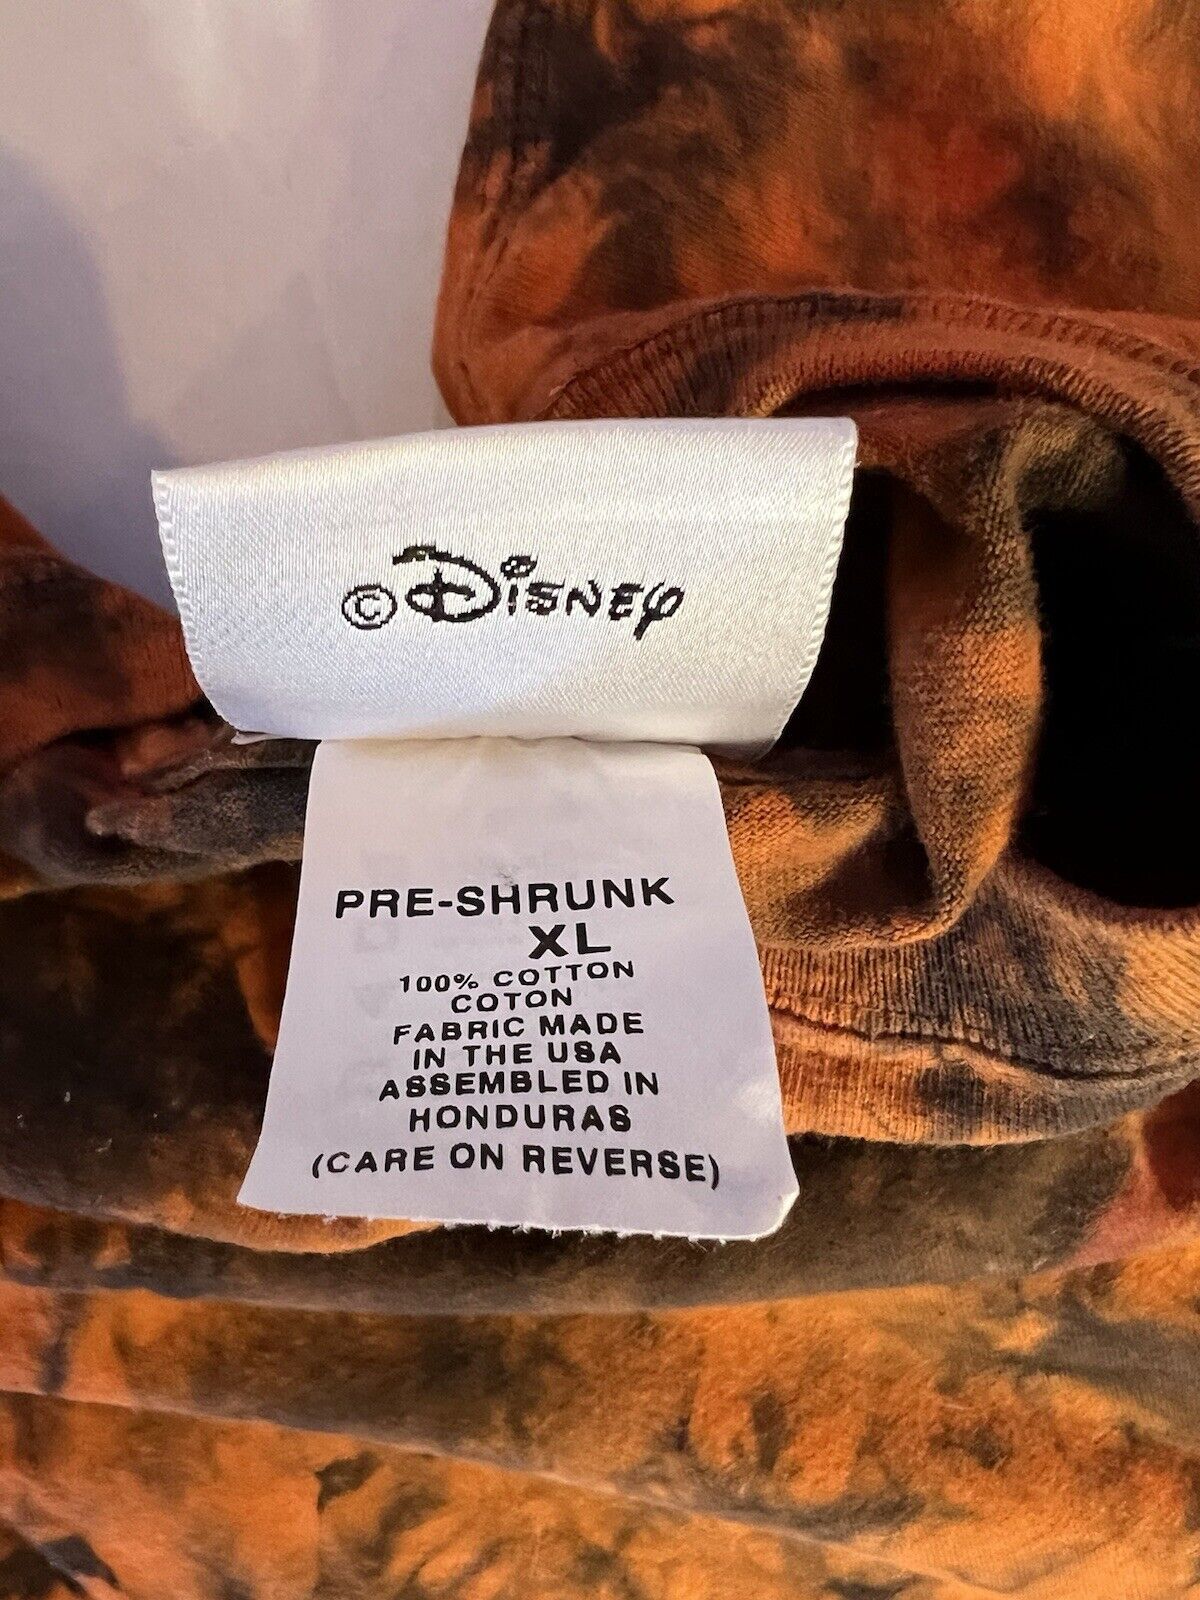 © Disney
PRE-SHRUNK
XL
100% COTTON
COTON
FABRIC MADE
IN THE USA
ASSEMBLED IN
HONDURAS
(CARE ON REVERSE)